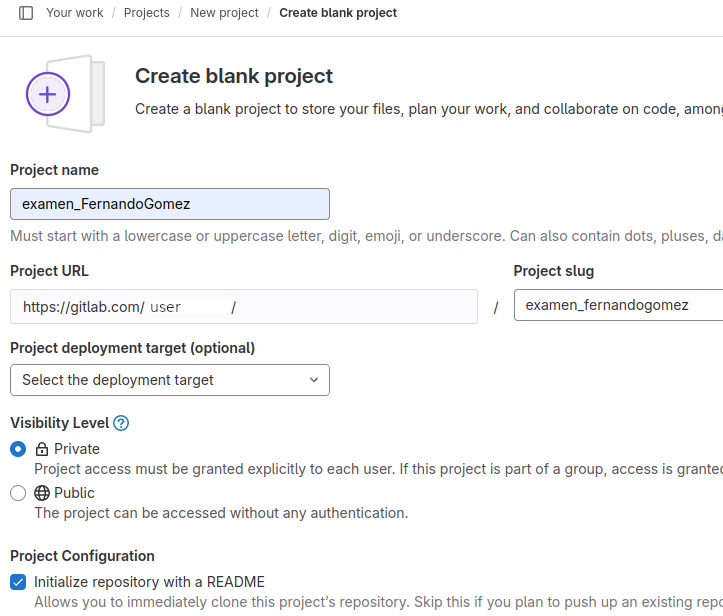 Your work / Projects / New project / Create blank project
Create blank project
Create a blank project to store your files, plan your work, and collaborate on code, among
Project name
examen_FernandoGomez
Must start with a lowercase or uppercase letter, digit, emoji, or underscore. Can also contain dots, pluses, da
Project URL
Project slug
https://gitlab.com/ user /
/
examen_fernandogomez
Project deployment target (optional)
Select the deployment target
Visibility Level ?
Private
Project access must be granted explicitly to each user. If this project is part of a group, access is granted
Public
The project can be accessed without any authentication.
Project Configuration
Initialize repository with a README
Allows you to immediately clone this project's repository. Skip this if you plan to push up an existing repo